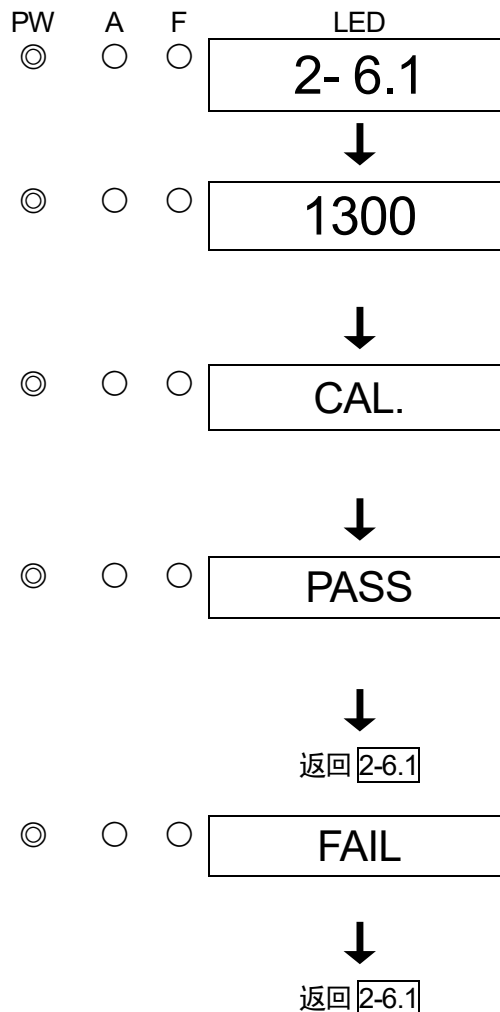 PW A F LED
◎ ○ ○ 2- 6.1
◎ ○ ○ 1300
◎ ○ ○ CAL.
◎ ○ ○ PASS
返回 2-6.1
◎ ○ ○ FAIL
返回 2-6.1